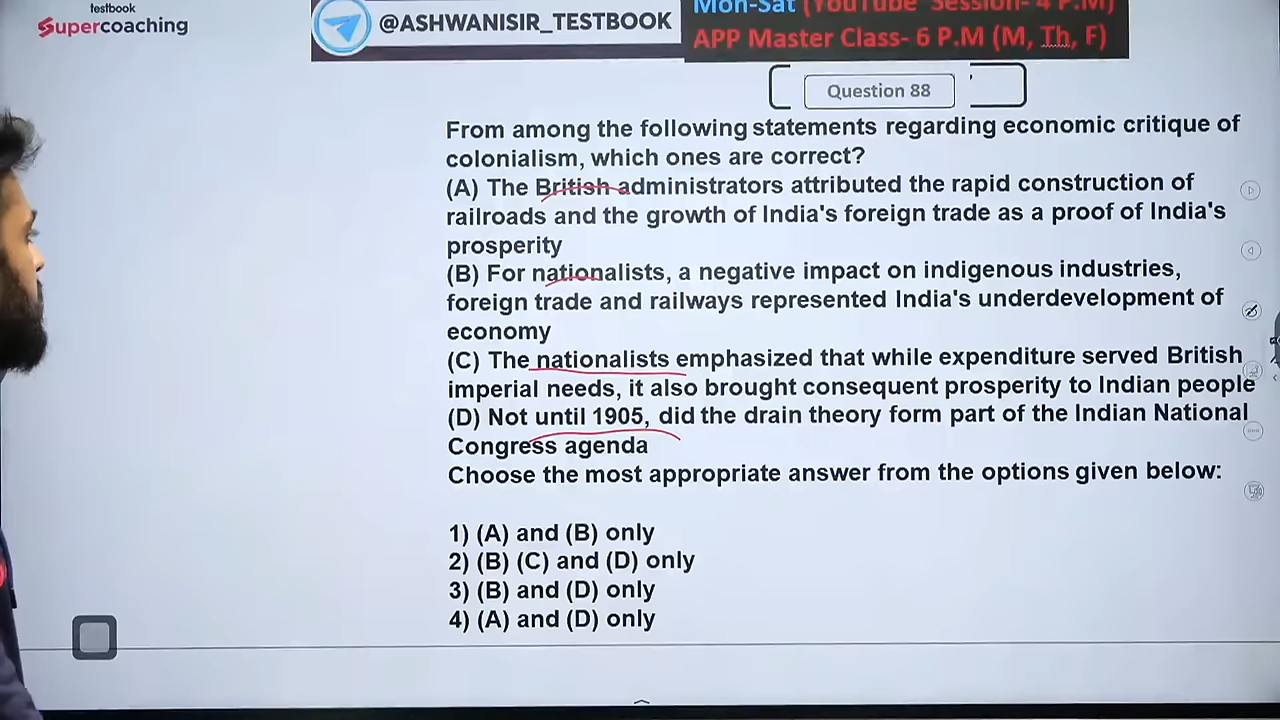 testbook
Supercoaching
@ASHWANISIR_TESTBOOK
Mon-Sat (YouTube Session- 4 P.M)
APP Master Class- 6 P.M (M, Th, F)
Question 88
From among the following statements regarding economic critique of
colonialism, which ones are correct?
(A) The British administrators attributed the rapid construction of
railroads and the growth of India's foreign trade as a proof of India's
prosperity
(B) For nationalists, a negative impact on indigenous industries,
foreign trade and railways represented India's underdevelopment of
economy
(C) The nationalists emphasized that while expenditure served British
imperial needs, it also brought consequent prosperity to Indian people
(D) Not until 1905, did the drain theory form part of the Indian National
Congress agenda
Choose the most appropriate answer from the options given below:
1) (A) and (B) only
2) (B) (C) and (D) only
3) (B) and (D) only
4) (A) and (D) only